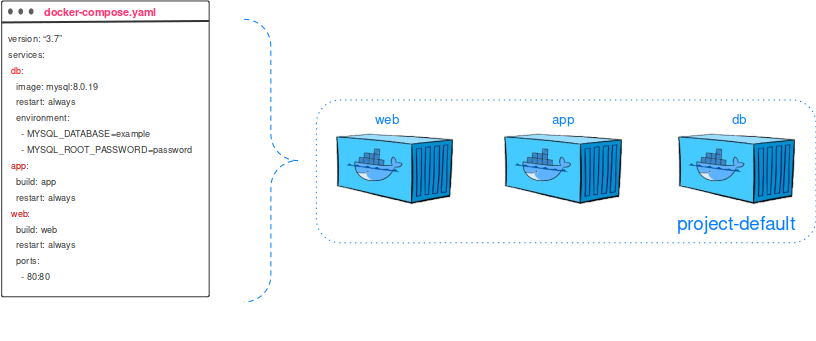 docker-compose.yaml
version: “3.7”
services:
db:
image: mysql:8.0.19
restart: always
environment:
- MYSQL_DATABASE=example
- MYSQL_ROOT_PASSWORD=password
app:
build: app
restart: always
web:
build: web
restart: always
ports:
- 80:80
web
app
db
project-default